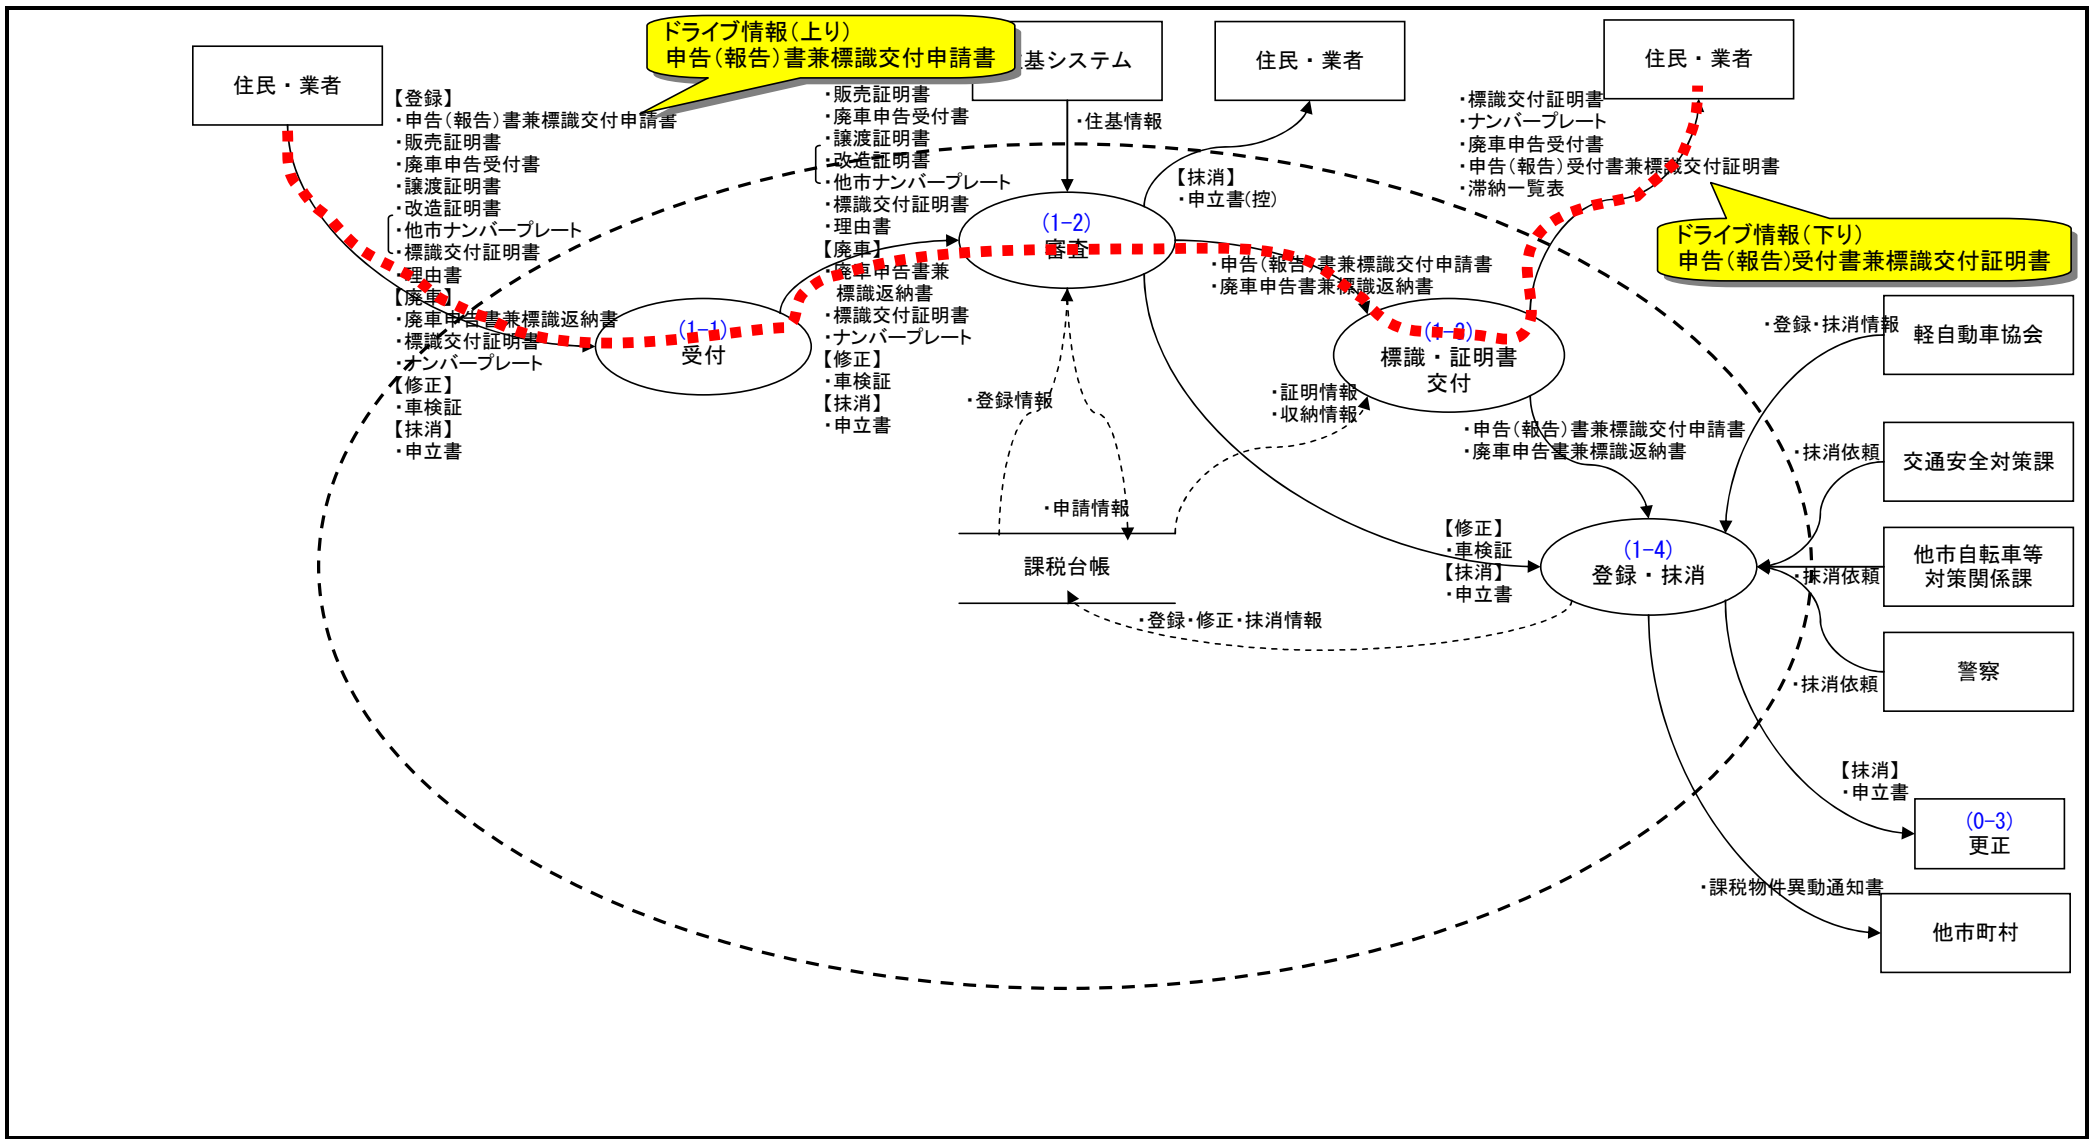 ドライブ情報(上り)
申告(報告)書兼標識交付申請書
住民・業者
基システム
住民・業者
住民・業者
【登録】
・申告(報告)書兼標識交付申請書
・販売証明書
・廃車申告受付書
・譲渡証明書
・改造証明書
・他市ナンバープレート
・標識交付証明書
・理由書
【廃車】
・廃車申告書兼標識返納書
・標識交付証明書
・ナンバープレート
【修正】
・車検証
【抹消】
・申立書
(1-1)
受付
・販売証明書
・廃車申告受付書
・譲渡証明書
・改造証明書
・他市ナンバープレート
・標識交付証明書
・理由書
【廃車】
・廃車申告書兼
標識返納書
・標識交付証明書
・ナンバープレート
【修正】
・車検証
【抹消】
・申立書
・住基情報
(1-2)
審査
【抹消】
・申立書(控)
・標識交付証明書
・ナンバープレート
・廃車申告受付書
・申告(報告)受付書兼標識交付証明書
・滞納一覧表
ドライブ情報(下り)
申告(報告)受付書兼標識交付証明書
・申告(報告)書兼標識交付申請書
・廃車申告書兼標識返納書
(1-3)
標識・証明書
交付
・登録情報
・申請情報
・証明情報
・収納情報
課税台帳
・申告(報告)書兼標識交付申請書
・廃車申告書兼標識返納書
【修正】
・車検証
【抹消】
・申立書
(1-4)
登録・抹消
・登録・修正・抹消情報
・登録・抹消情報
軽自動車協会
・抹消依頼
交通安全対策課
・抹消依頼
他市自転車等
対策関係課
・抹消依頼
警察
【抹消】
・申立書
(0-3)
更正
・課税物件異動通知書
他市町村